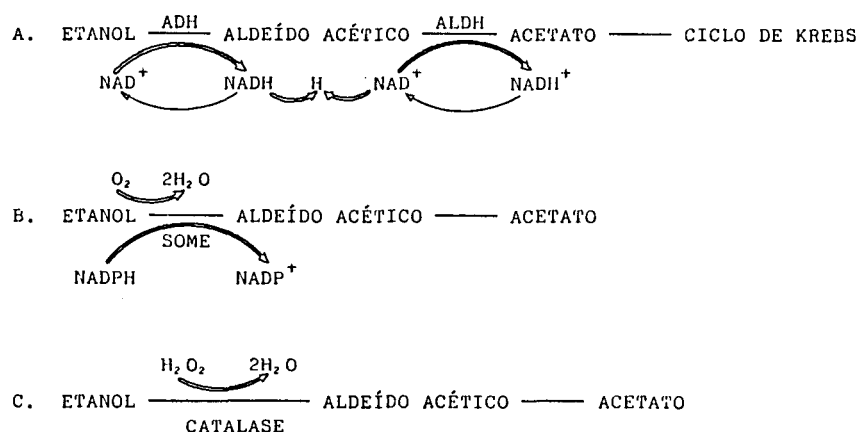 ADH ALDH
A. ETANOL ALDEÍDO ACÉTICO ACETATO CICLO DE KREBS
NAD+ NADH H NAD+ NADH+
O₂ 2H₂O
B. ETANOL ALDEÍDO ACÉTICO ACETATO
SOME
NADPH NADP+
H₂O₂ 2H₂O
C. ETANOL ALDEÍDO ACÉTICO ACETATO
CATALASE